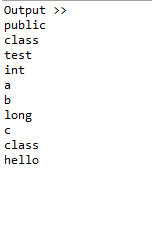 Output >>
public
class
test
int
a
b
long
c
class
hello